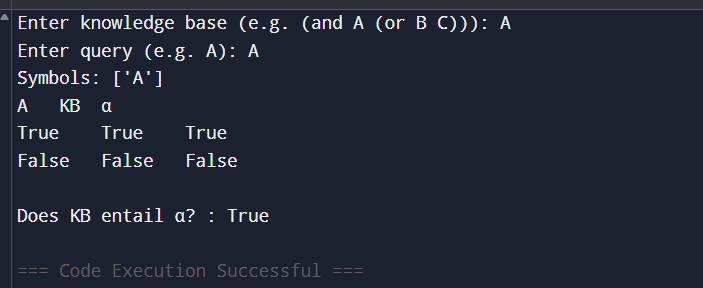 Enter knowledge base (e.g. (and A (or B C))): A
Enter query (e.g. A): A
Symbols: ['A']
A   KB  α
True    True    True
False   False   False
Does KB entail α? : True
=== Code Execution Successful ===